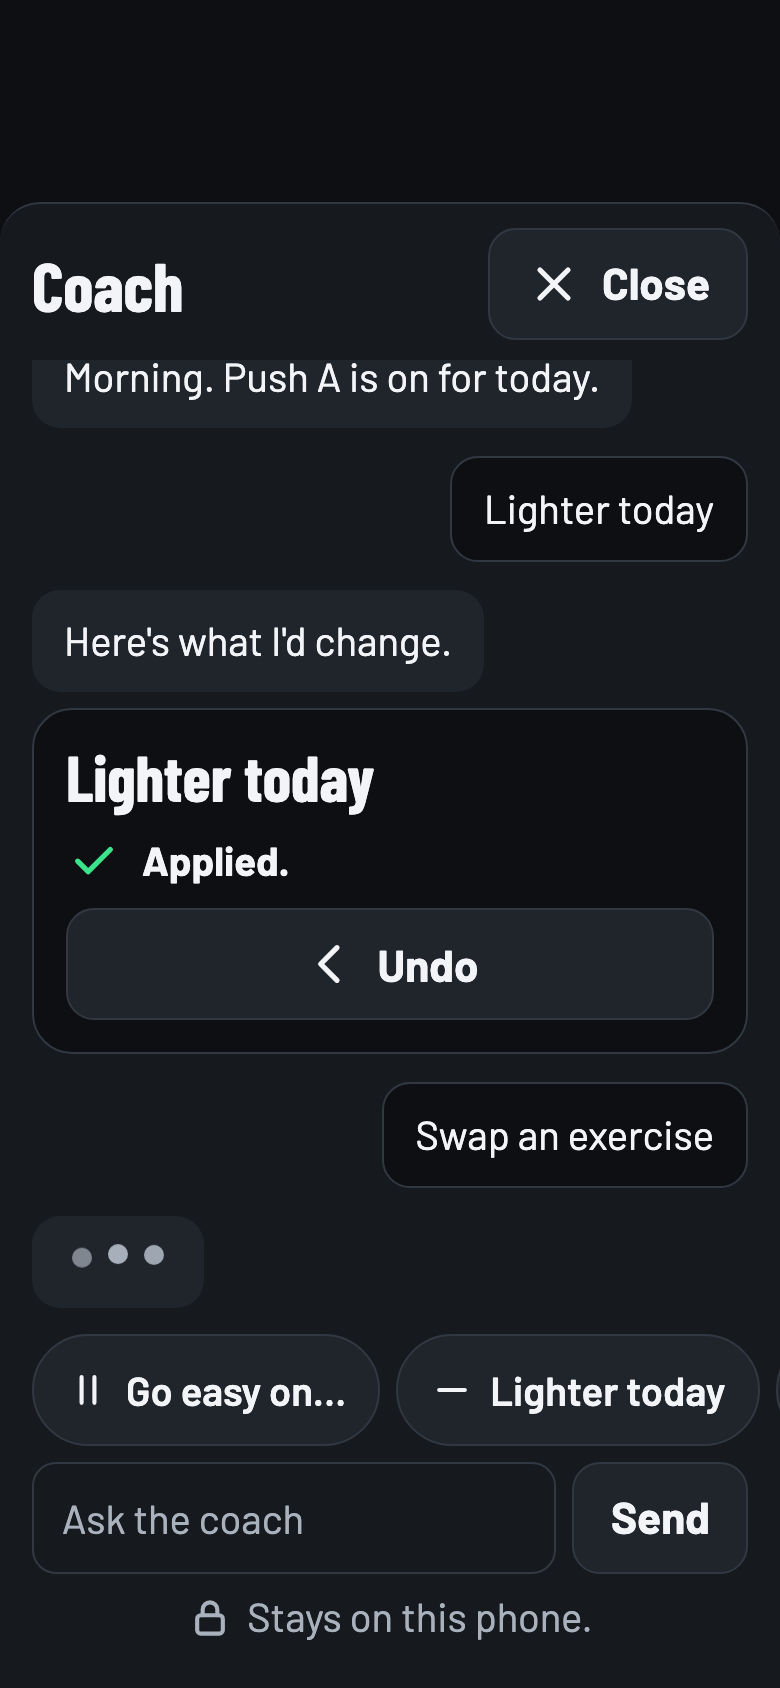 Coach
Close
Morning. Push A is on for today.
Lighter today
Here's what I'd change.
Lighter today
Applied.
Undo
Swap an exercise
Go easy on...
Lighter today
Ask the coach
Send
Stays on this phone.